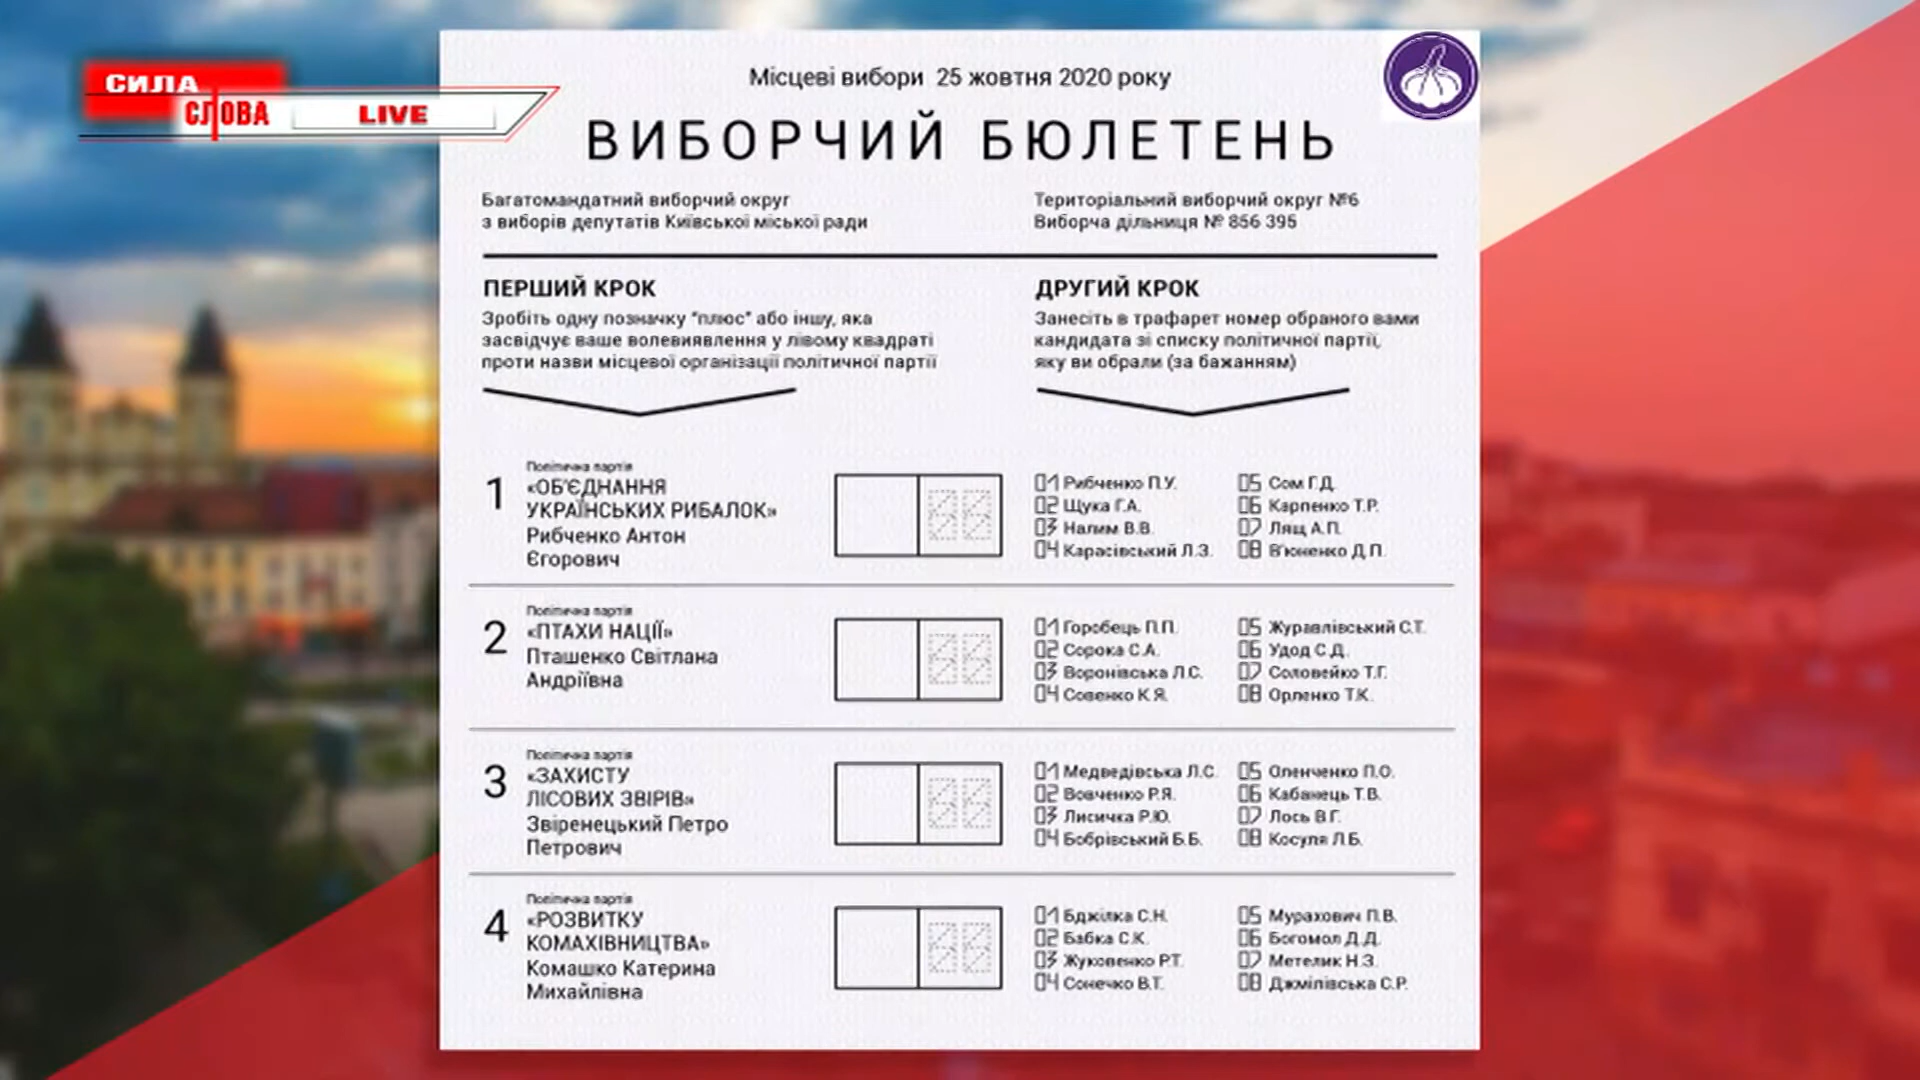 СИЛА
СЛОВА
LIVE
Місцеві вибори 25 жовтня 2020 року
ВИБОРЧИЙ БЮЛЕТЕНЬ
Багатомандатний виборчий округ
з виборів депутатів Київської міської ради
Територіальний виборчий округ №6
Виборча дільниця № 856 395
ПЕРШИЙ КРОК
Зробіть одну позначку "плюс" або іншу, яка
засвідчує ваше волевиявлення у лівому квадраті
проти назви місцевої організації політичної партії
ДРУГИЙ КРОК
Занесіть в трафарет номер обраного вами
кандидата зі списку політичної партії,
яку ви обрали (за бажанням)
1
Політична партія
«ОБ'ЄДНАННЯ
УКРАЇНСЬКИХ РИБАЛОК»
Рибченко Антон
Єгорович
01 Рибченко П.У.
02 Щука Г.А.
03 Налим В.В.
04 Карасівський Л.З.
05 Сом Г.Д.
06 Карпенко Т.Р.
07 Лящ А.П.
08 В'юненко Д.П.
2
Політична партія
«ПТАХИ НАЦІЇ»
Пташенко Світлана
Андріївна
01 Горобець П.П.
02 Сорока С.А.
03 Воронівська Л.С.
04 Совенко К.Я.
05 Журавлівський С.Т.
06 Удод С.Д.
07 Соловейко Т.Г.
08 Орленко Т.К.
3
Політична партія
«ЗАХИСТУ
ЛІСОВИХ ЗВІРІВ»
Звіренецький Петро
Петрович
01 Медведівська Л.С.
02 Вовченко Р.Я.
03 Лисичка Р.Ю.
04 Бобрівський Б.Б.
05 Оленченко П.О.
06 Кабанець Т.В.
07 Лось В.Г.
08 Косуля Л.Б.
4
Політична партія
«РОЗВИТКУ
КОМАХІВНИЦТВА»
Комашко Катерина
Михайлівна
01 Бджілка С.Н.
02 Бабка С.К.
03 Жуковенко Р.Т.
04 Сонечко В.Т.
05 Мурахович П.В.
06 Богомол Д.Д.
07 Метелик Н.З.
08 Джмілівська С.Р.